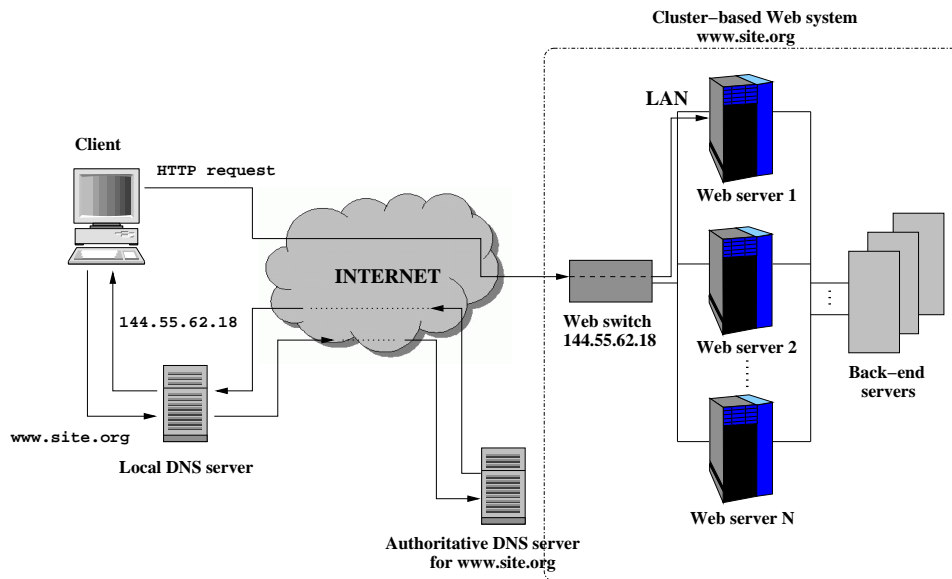 Cluster−based Web system
www.site.org
LAN
Client
HTTP request
Web server 1
INTERNET
144.55.62.18
Web switch
144.55.62.18
Web server 2
Back−end
servers
www.site.org
Local DNS server
Web server N
Authoritative DNS server
for www.site.org